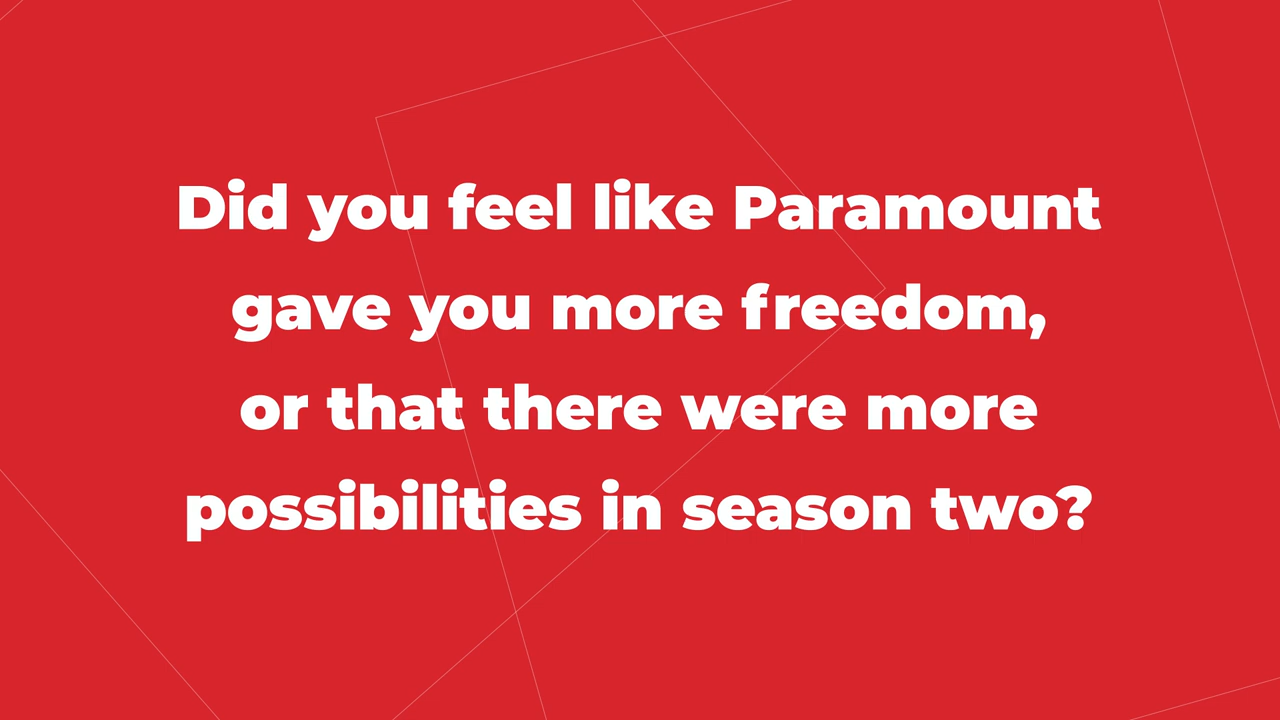 Did you feel like Paramount
gave you more freedom,
or that there were more
possibilities in season two?